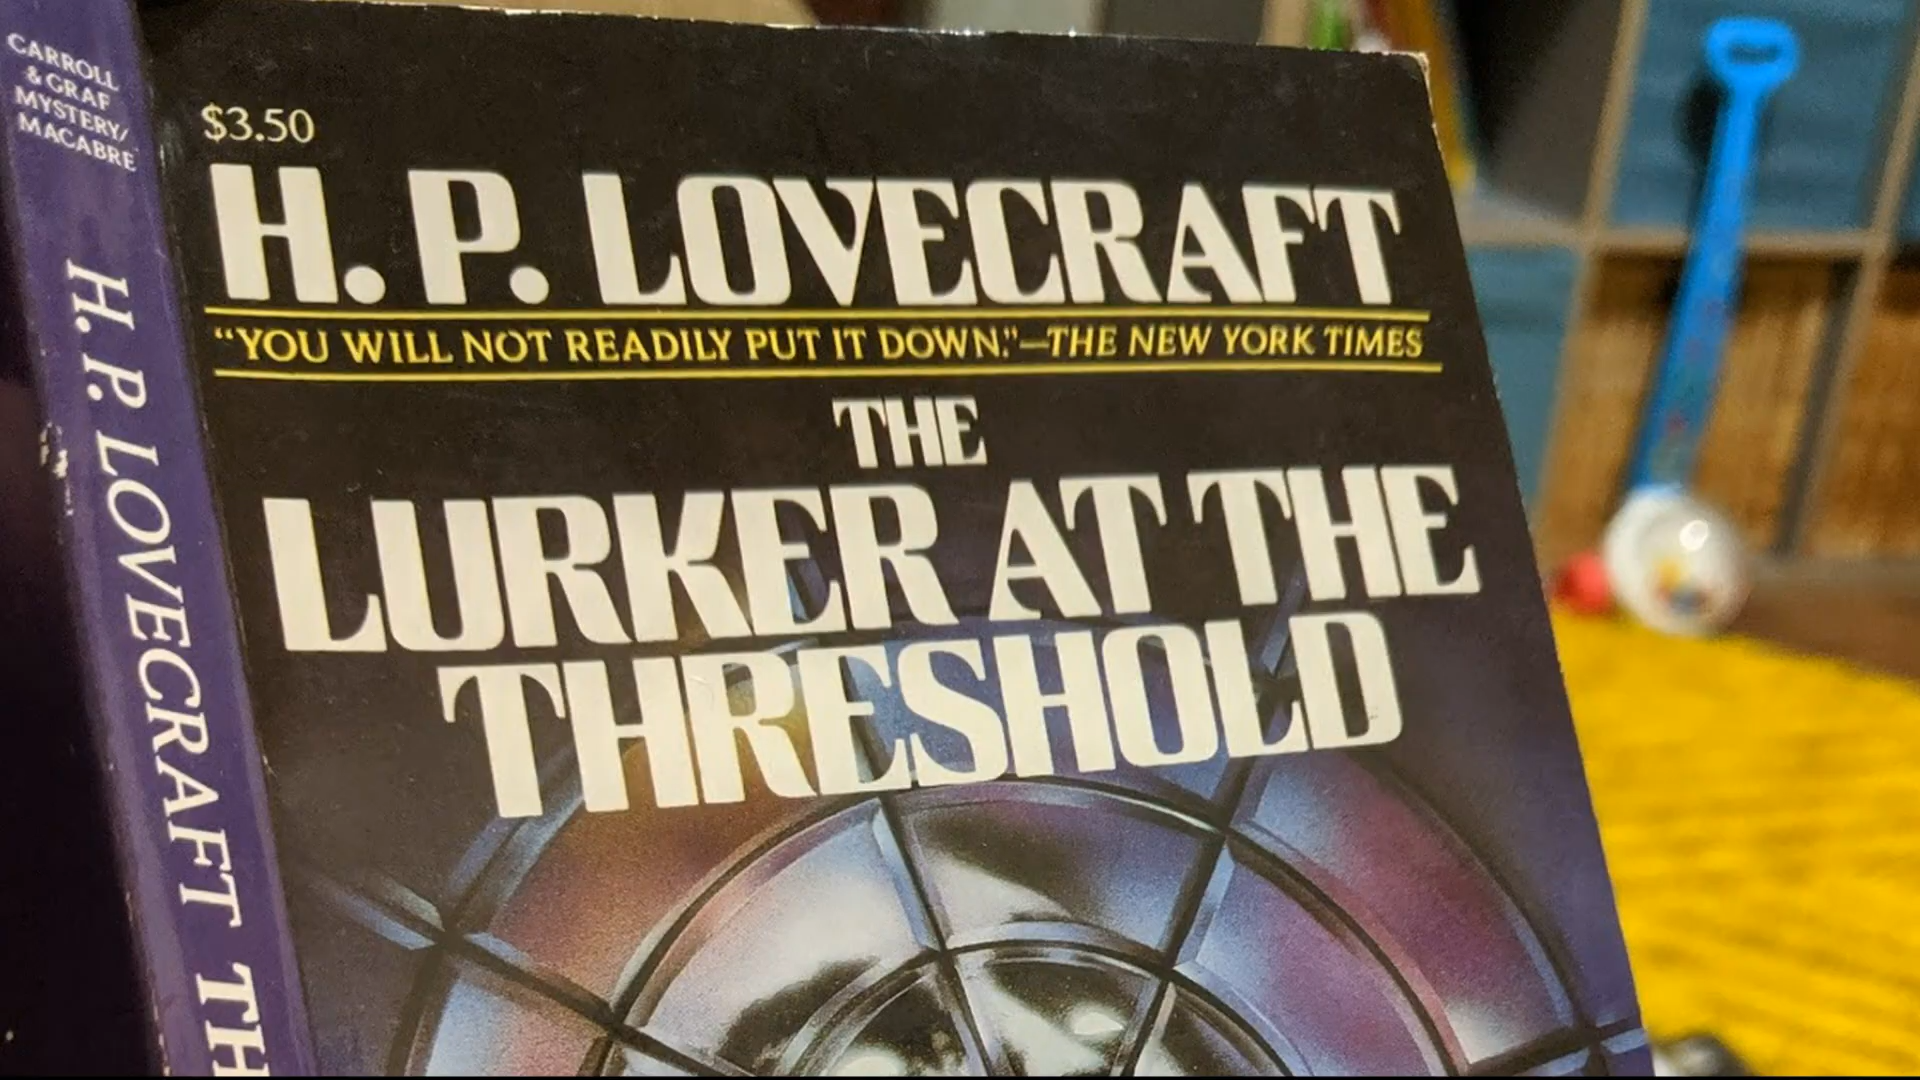 CARROLL
& GRAF
MYSTERY/
MACABRE
H. P. LOVECRAFT TH
$3.50
H. P. LOVECRAFT
"YOU WILL NOT READILY PUT IT DOWN."—THE NEW YORK TIMES
THE
LURKER AT THE
THRESHOLD